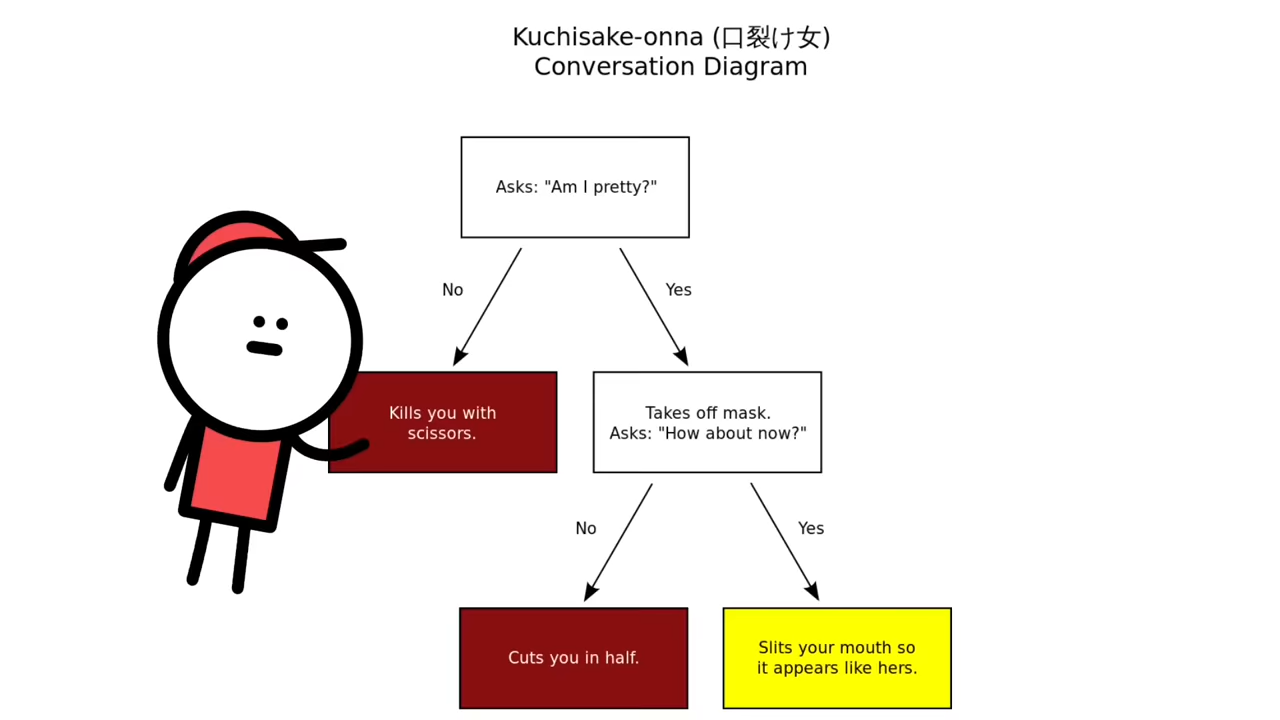 Kuchisake-onna (口裂け女)
Conversation Diagram
Asks: "Am I pretty?"
No
Yes
Kills you with
scissors.
Takes off mask.
Asks: "How about now?"
No
Yes
Cuts you in half.
Slits your mouth so
it appears like hers.